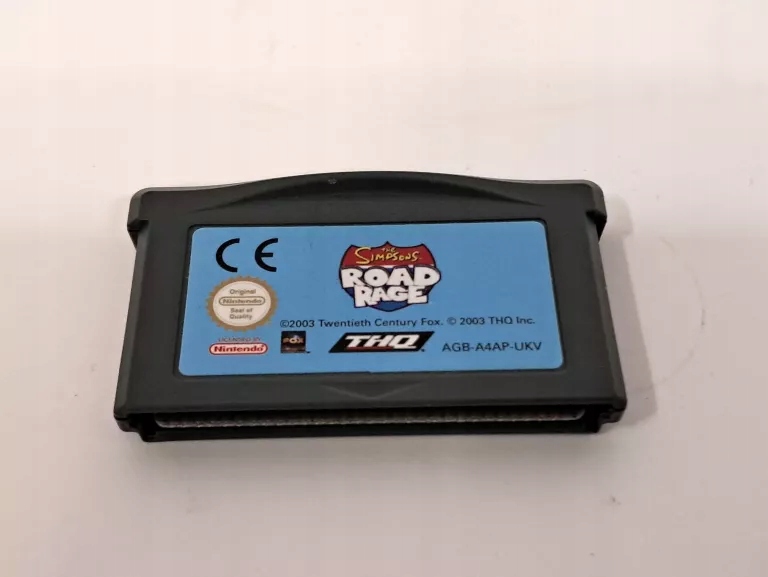 CE
The
Simpsons
ROAD
RAGE
Original
Nintendo
Seal of
Quality
©2003 Twentieth Century Fox. © 2003 THQ Inc.
LICENSED BY
Nintendo
THQ
AGB-A4AP-UKV